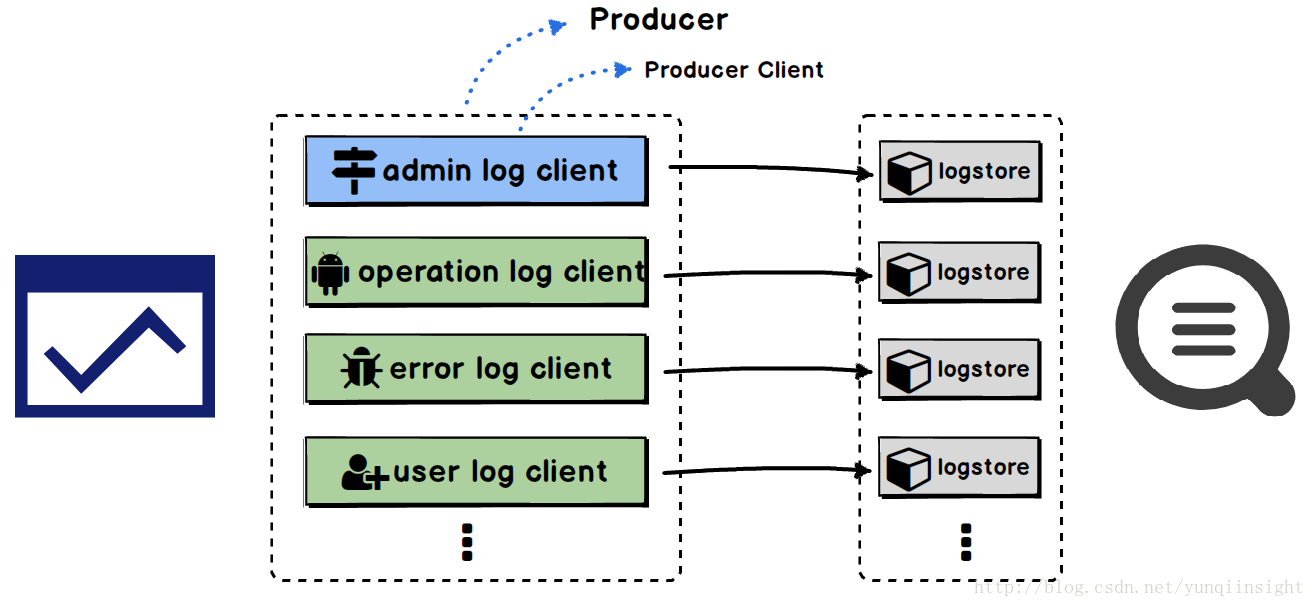 Producer
Producer Client
admin log client
logstore
operation log client
logstore
error log client
logstore
user log client
logstore
http://blog.csdn.net/yunqiinsight